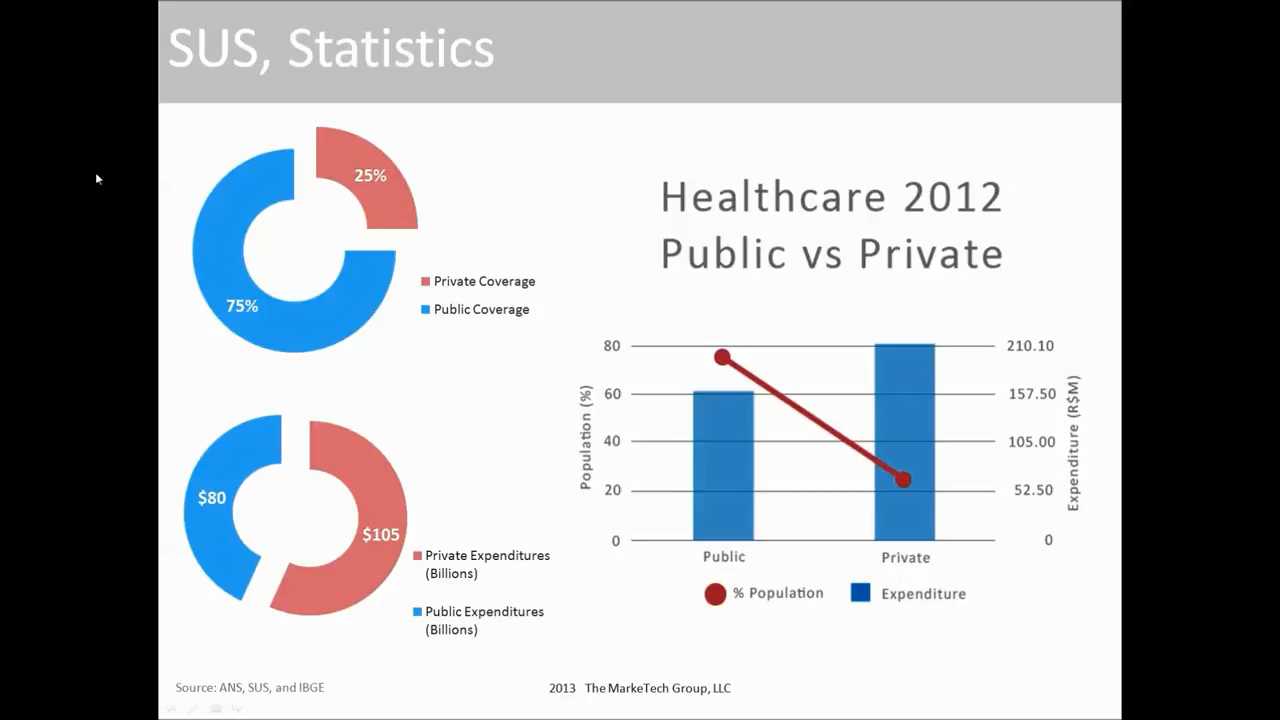 SUS, Statistics
25%
75%
Private Coverage
Public Coverage
$80
$105
Private Expenditures
(Billions)
Public Expenditures
(Billions)
Healthcare 2012
Public vs Private
80
60
40
20
0
Population (%)
210.10
157.50
105.00
52.50
0
Expenditure (R$M)
Public
Private
% Population
Expenditure
Source: ANS, SUS, and IBGE
2013 The MarkeTech Group, LLC